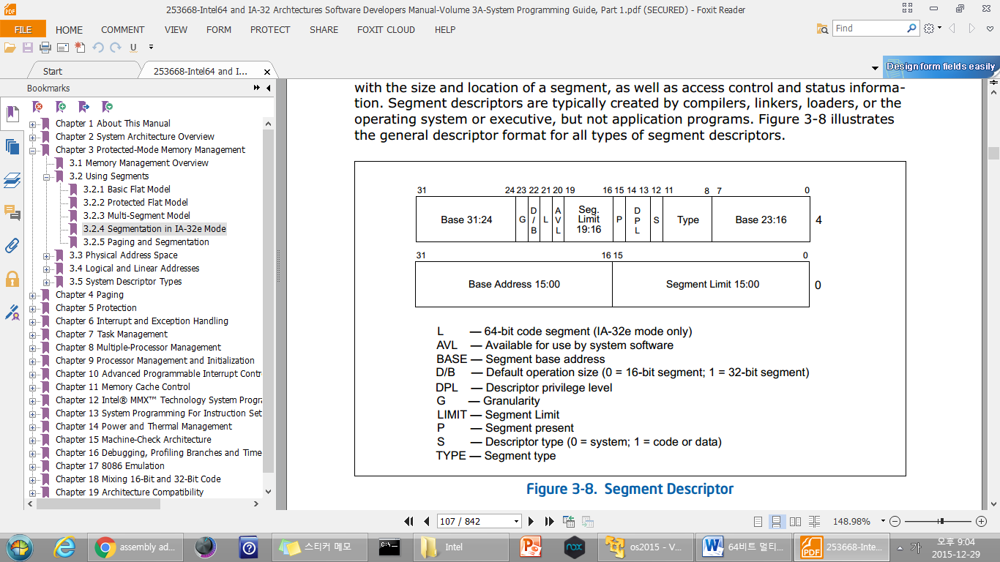 253668-Intel64 and IA-32 Archtectures Software Developers Manual-Volume 3A-System Programming Guide, Part 1.pdf (SECURED) - Foxit Reader
FILE HOME COMMENT VIEW FORM PROTECT SHARE FOXIT CLOUD HELP
Find
Start
253668-Intel64 and I...
Design form fields easily
Bookmarks
Chapter 1 About This Manual
Chapter 2 System Architecture Overview
Chapter 3 Protected-Mode Memory Management
3.1 Memory Management Overview
3.2 Using Segments
3.2.1 Basic Flat Model
3.2.2 Protected Flat Model
3.2.3 Multi-Segment Model
3.2.4 Segmentation in IA-32e Mode
3.2.5 Paging and Segmentation
3.3 Physical Address Space
3.4 Logical and Linear Addresses
3.5 System Descriptor Types
Chapter 4 Paging
Chapter 5 Protection
Chapter 6 Interrupt and Exception Handling
Chapter 7 Task Management
Chapter 8 Multiple-Processor Management
Chapter 9 Processor Management and Initialization
Chapter 10 Advanced Programmable Interrupt Contr
Chapter 11 Memory Cache Control
Chapter 12 Intel® MMX™ Technology System Progra
Chapter 13 System Programming For Instruction Set
Chapter 14 Power and Thermal Management
Chapter 15 Machine-Check Architecture
Chapter 16 Debugging, Profiling Branches and Time
Chapter 17 8086 Emulation
Chapter 18 Mixing 16-Bit and 32-Bit Code
Chapter 19 Architecture Compatibility
with the size and location of a segment, as well as access control and status informa-
tion. Segment descriptors are typically created by compilers, linkers, loaders, or the
operating system or executive, but not application programs. Figure 3-8 illustrates
the general descriptor format for all types of segment descriptors.
31 24 23 22 21 20 19 16 15 14 13 12 11 8 7 0
Base 31:24 G D/B L AVL Seg. Limit 19:16 P DPL S Type Base 23:16 4
31 16 15 0
Base Address 15:00 Segment Limit 15:00 0
L — 64-bit code segment (IA-32e mode only)
AVL — Available for use by system software
BASE — Segment base address
D/B — Default operation size (0 = 16-bit segment; 1 = 32-bit segment)
DPL — Descriptor privilege level
G — Granularity
LIMIT — Segment Limit
P — Segment present
S — Descriptor type (0 = system; 1 = code or data)
TYPE — Segment type
Figure 3-8. Segment Descriptor
107 / 842
148.98%
assembly ad...
스티커 메모
Intel
os2015 - V...
64비트 멀티...
253668-Inte...
가
오후 9:04
2015-12-29